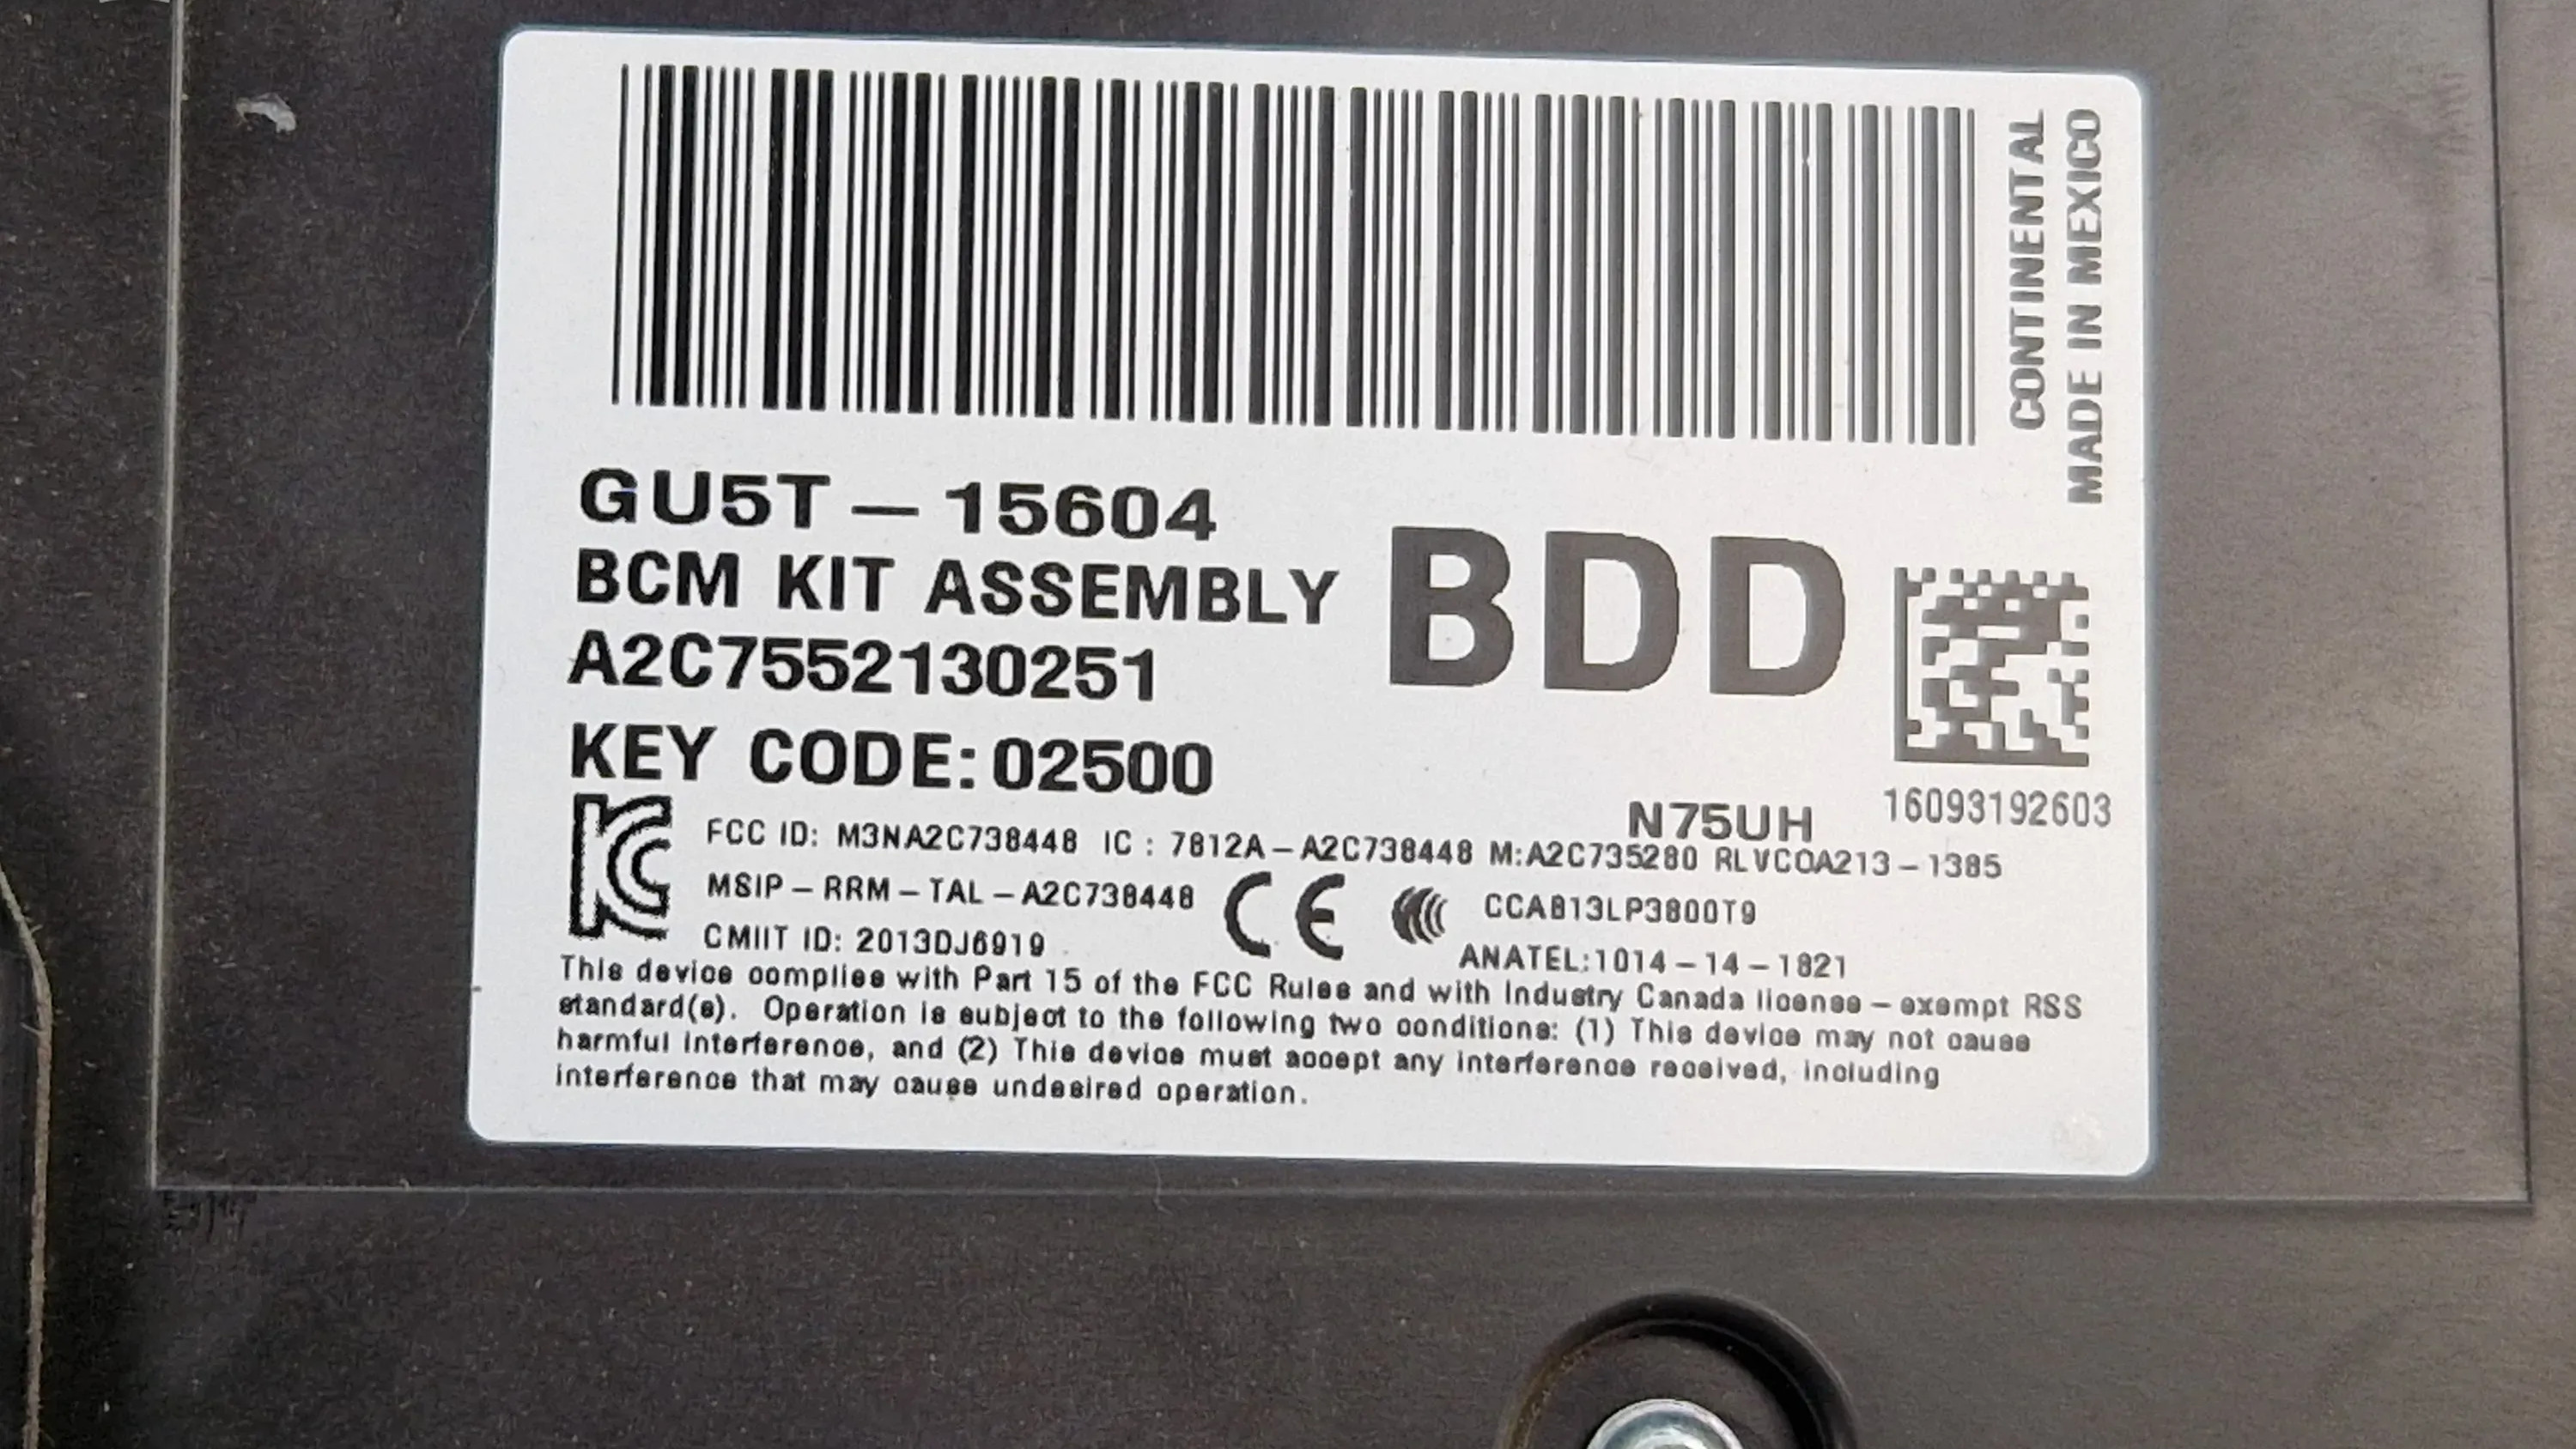 CONTINENTAL
MADE IN MEXICO
GU5T-15604
BCM KIT ASSEMBLY
BDD
A2C7552130251
KEY CODE:02500
N75UH
16093192603
FCC ID: M3NA2C738448 IC : 7812A-A2C738448 M:A2C735280 RLVCOA213-1385
MSIP-RRM-TAL-A2C738448
CE
CCAB13LP3800T9
CMIIT ID: 2013DJ6919
ANATEL:1014-14-1821
This device complies with Part 15 of the FCC Rules and with Industry Canada license-exempt RSS
standard(s). Operation is subject to the following two conditions: (1) This device may not cause
harmful interference, and (2) This device must accept any interference received, including
interference that may cause undesired operation.